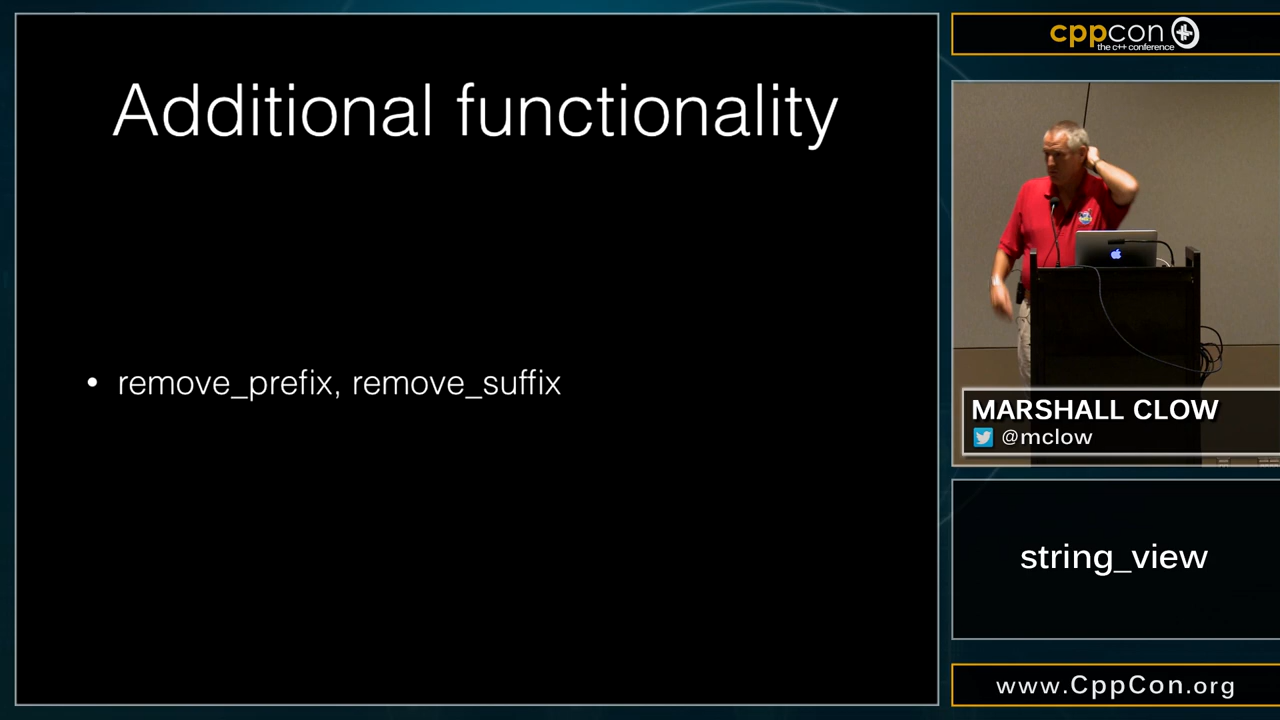 Additional functionality
• remove_prefix, remove_suffix
cppcon
the c++ conference
MARSHALL CLOW
@mclow
string_view
www.CppCon.org